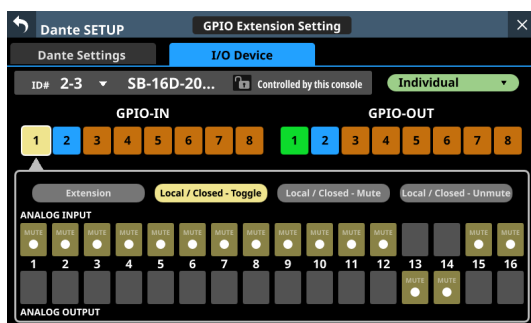 Dante SETUP
GPIO Extension Setting
Dante Settings
I/O Device
ID# 2-3 SB-16D-20... Controlled by this console Individual
GPIO-IN GPIO-OUT
1 2 3 4 5 6 7 8 1 2 3 4 5 6 7 8
Extension Local / Closed - Toggle Local / Closed - Mute Local / Closed - Unmute
ANALOG INPUT
MUTE MUTE MUTE MUTE MUTE MUTE MUTE MUTE MUTE MUTE MUTE MUTE MUTE MUTE
1 2 3 4 5 6 7 8 9 10 11 12 13 14 15 16
MUTE MUTE
ANALOG OUTPUT